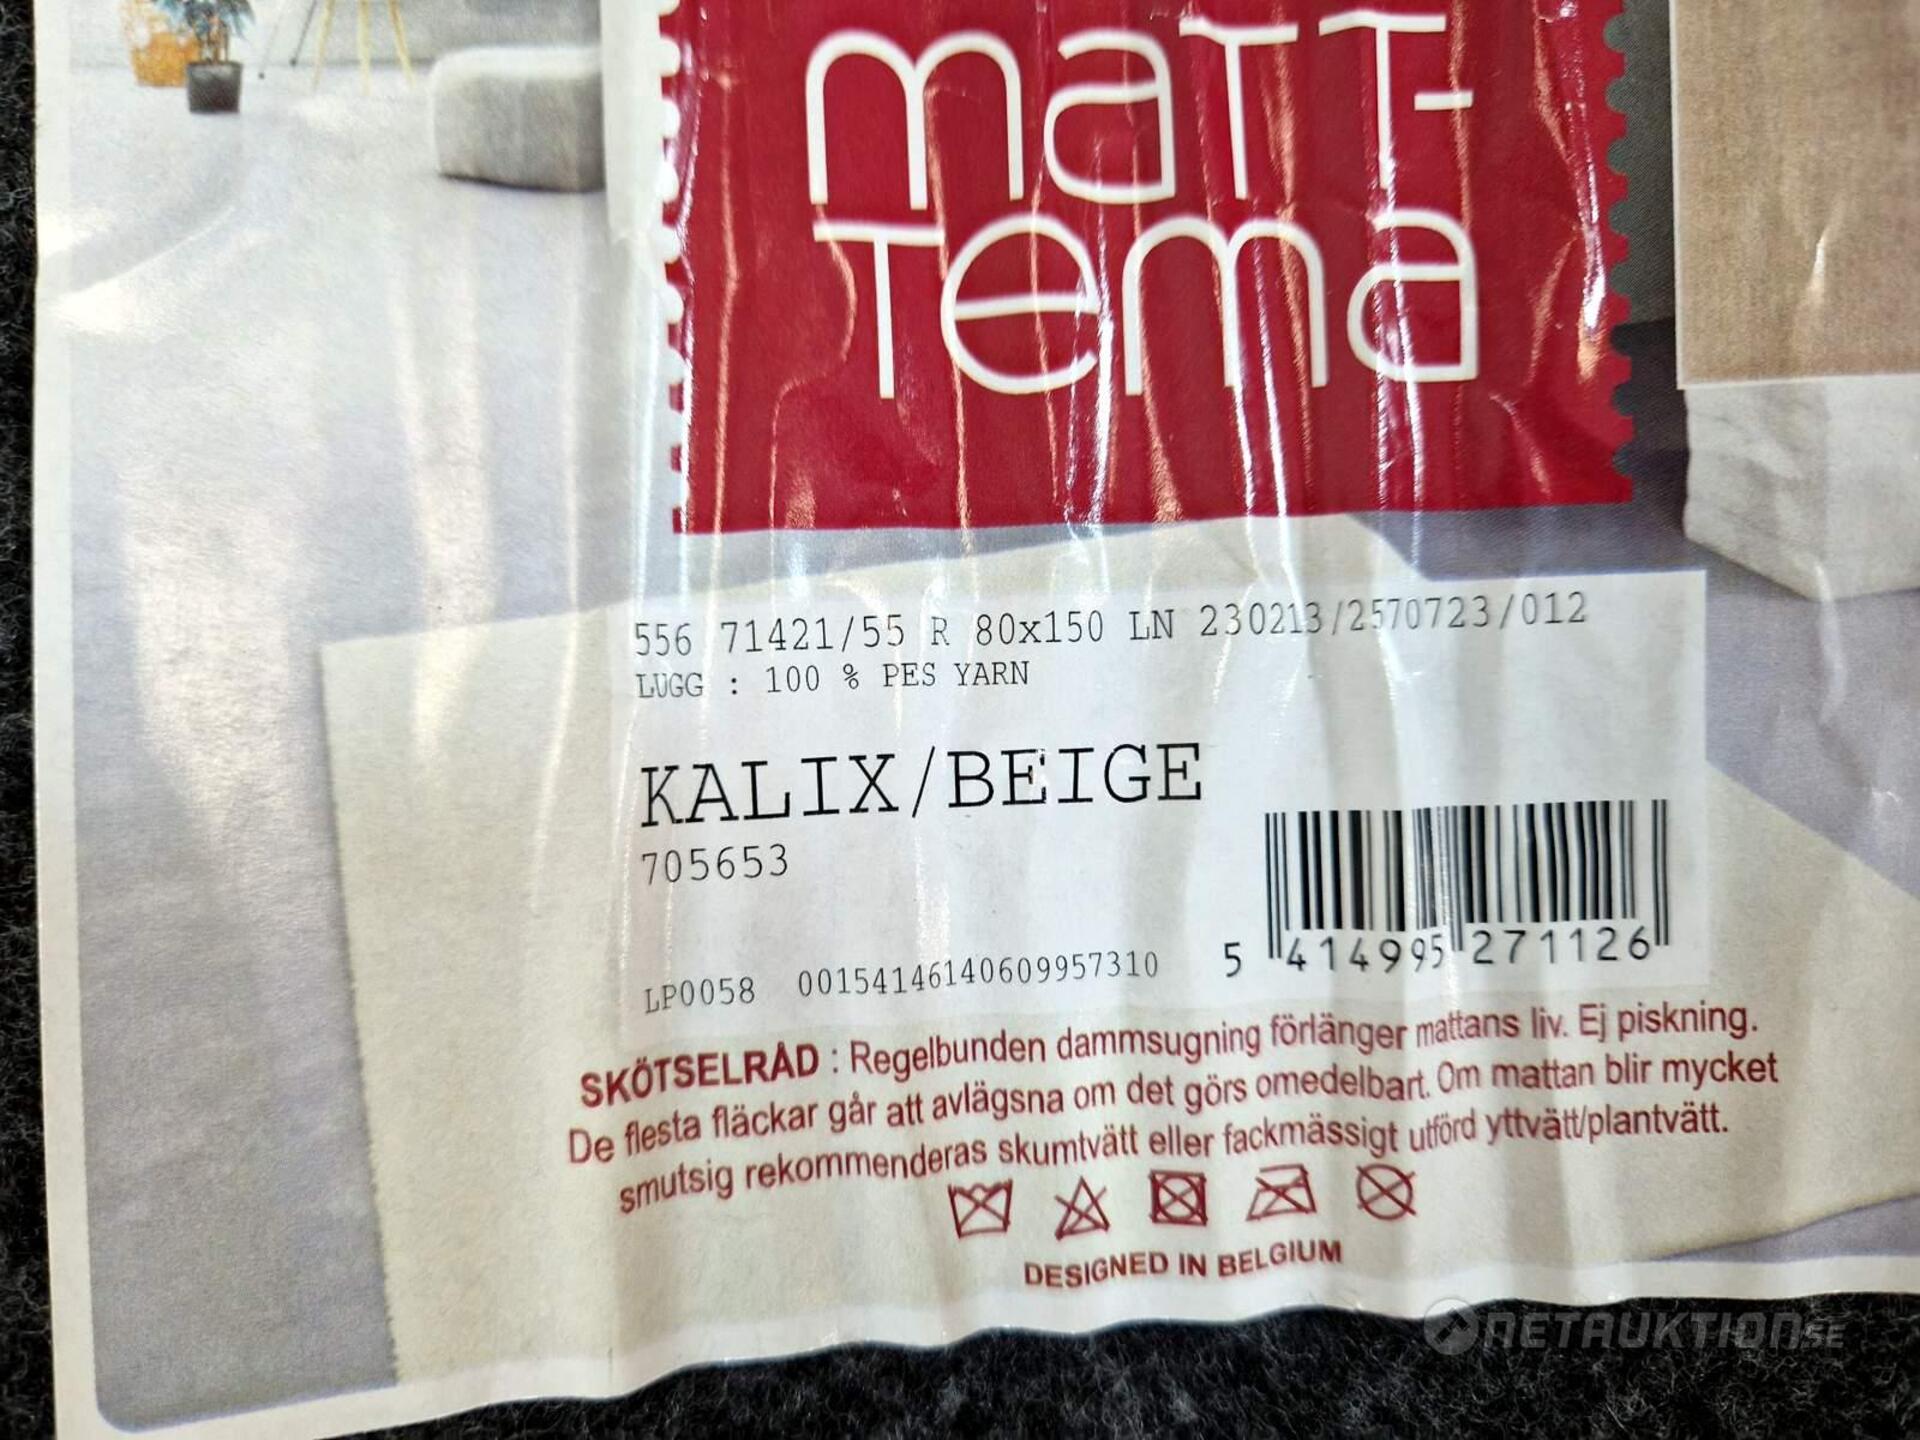 matt-
tema
556 71421/55 R 80x150 LN 230213/2570723/012
LUGG : 100 % PES YARN
KALIX/BEIGE
705653
LP0058 00154146140609957310
5 414995 271126
SKÖTSELRÅD : Regelbunden dammsugning förlänger mattans liv. Ej piskning.
De flesta fläckar går att avlägsna om det görs omedelbart. Om mattan blir mycket
smutsig rekommenderas skumtvätt eller fackmässigt utförd yttvätt/plantvätt.
DESIGNED IN BELGIUM
NETAUKTION.SE